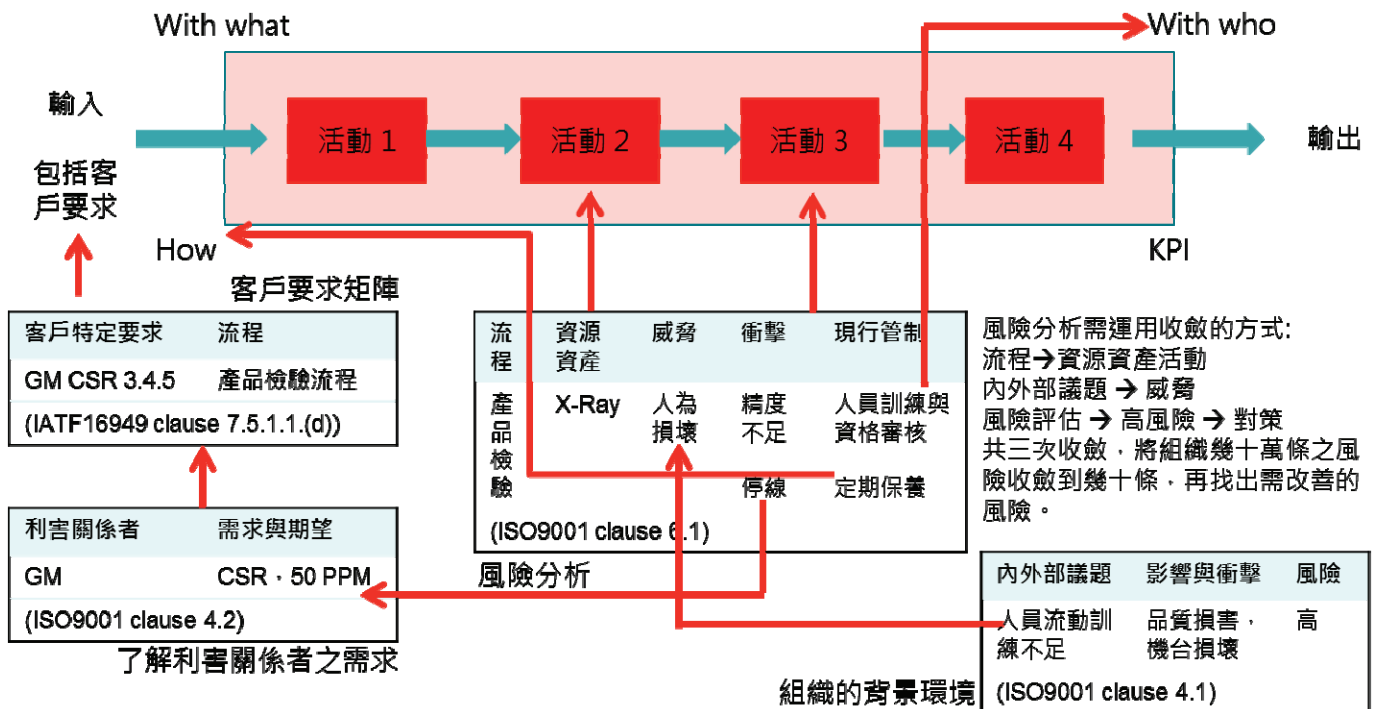 With what
With who
輸入
活動 1
活動 2
活動 3
活動 4
輸出
包括客
戶要求
How
KPI
客戶要求矩陣
客戶特定要求 流程
GM CSR 3.4.5 產品檢驗流程
(IATF16949 clause 7.5.1.1.(d))
利害關係者 需求與期望
GM CSR，50 PPM
(ISO9001 clause 4.2)
了解利害關係者之需求
流 資源 威脅 衝擊 現行管制
程 資產
產 X-Ray 人為 精度 人員訓練與
品 損壞 不足 資格審核
檢
驗 停線 定期保養
(ISO9001 clause 6.1)
風險分析
風險分析需運用收斂的方式:
流程→資源資產活動
內外部議題 → 威脅
風險評估 → 高風險 → 對策
共三次收斂，將組織幾十萬條之風
險收斂到幾十條，再找出需改善的
風險。
內外部議題 影響與衝擊 風險
人員流動訓 品質損害， 高
練不足 機台損壞
(ISO9001 clause 4.1)
組織的背景環境